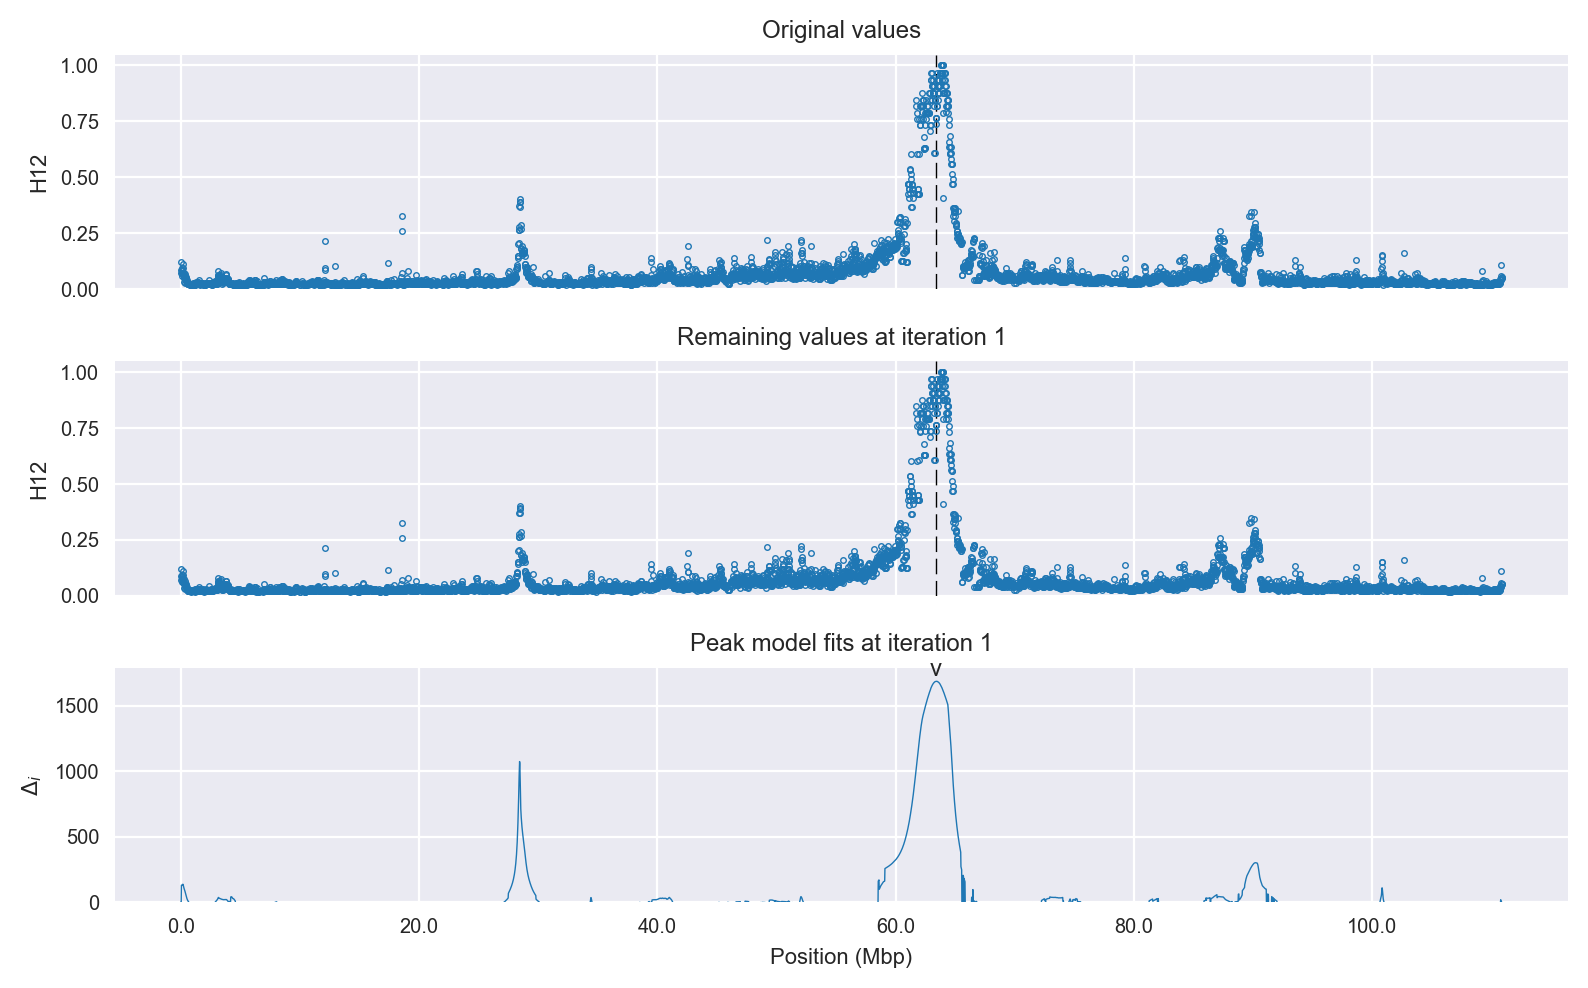 Original values
1.00
0.75
0.50
0.25
0.00
H12
Remaining values at iteration 1
1.00
0.75
0.50
0.25
0.00
H12
Peak model fits at iteration 1
v
1500
1000
500
0
Δi
0.0 20.0 40.0 60.0 80.0 100.0
Position (Mbp)